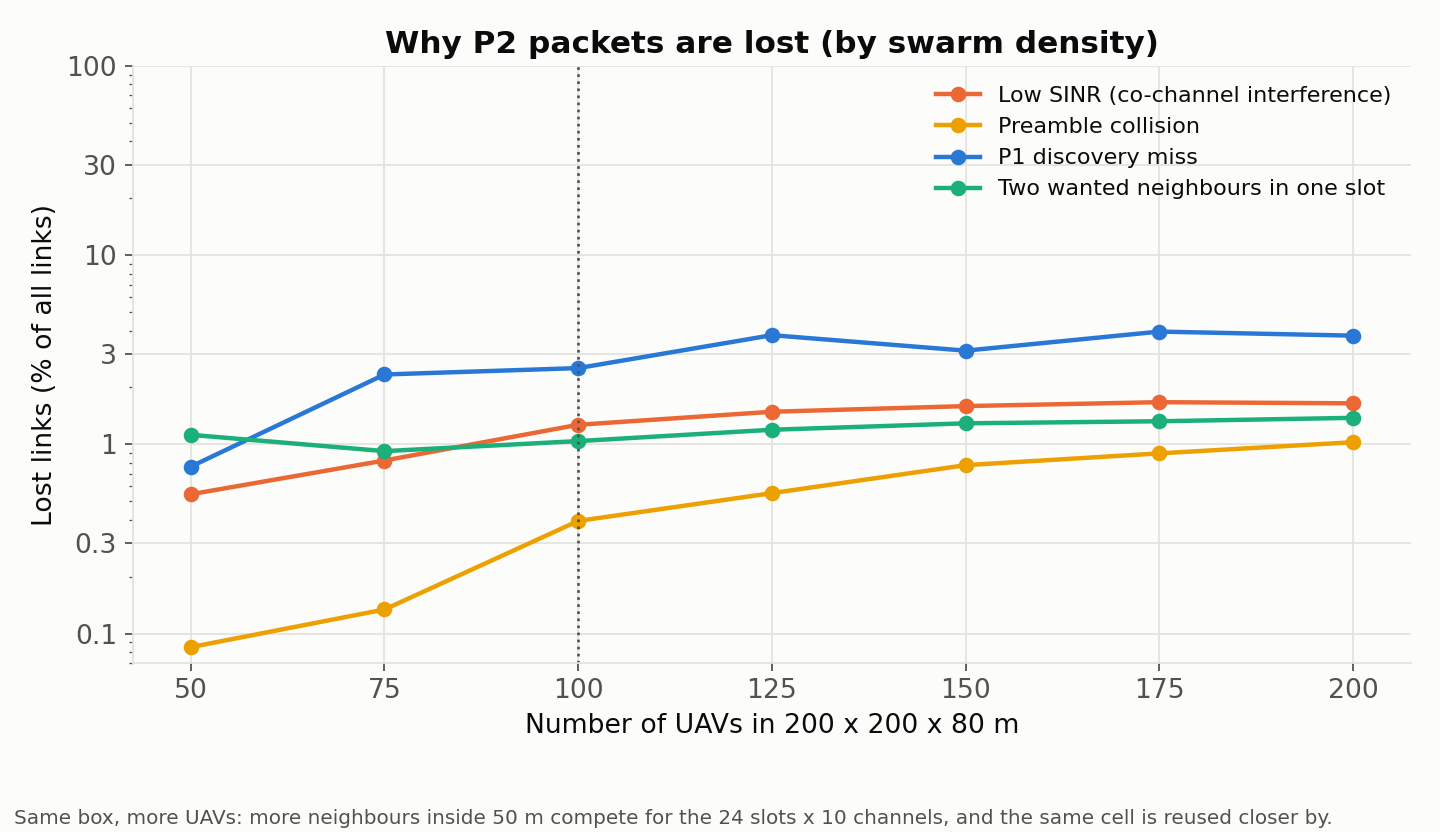 Why P2 packets are lost (by swarm density)
100
30
10
3
1
0.3
0.1
Lost links (% of all links)
Low SINR (co-channel interference)
Preamble collision
P1 discovery miss
Two wanted neighbours in one slot
50 75 100 125 150 175 200
Number of UAVs in 200 x 200 x 80 m
Same box, more UAVs: more neighbours inside 50 m compete for the 24 slots x 10 channels, and the same cell is reused closer by.